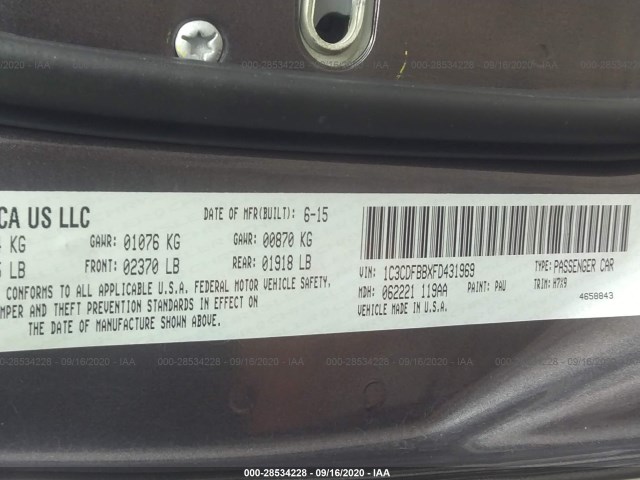 CA US LLC
DATE OF MFR(BUILT): 6-15
KG GAWR: 01076 KG GAWR: 00870 KG
LB FRONT: 02370 LB REAR: 01918 LB
CONFORMS TO ALL APPLICABLE U.S.A. FEDERAL MOTOR VEHICLE SAFETY,
MPER AND THEFT PREVENTION STANDARDS IN EFFECT ON
THE DATE OF MANUFACTURE SHOWN ABOVE.
VIN: 1C3CDFBBXFD431969 TYPE: PASSENGER CAR
MDH: 062221 119AA PAINT: PAU TRIM: H7X9
VEHICLE MADE IN U.S.A. 4658843
000-28534228 - 09/16/2020 - IAA